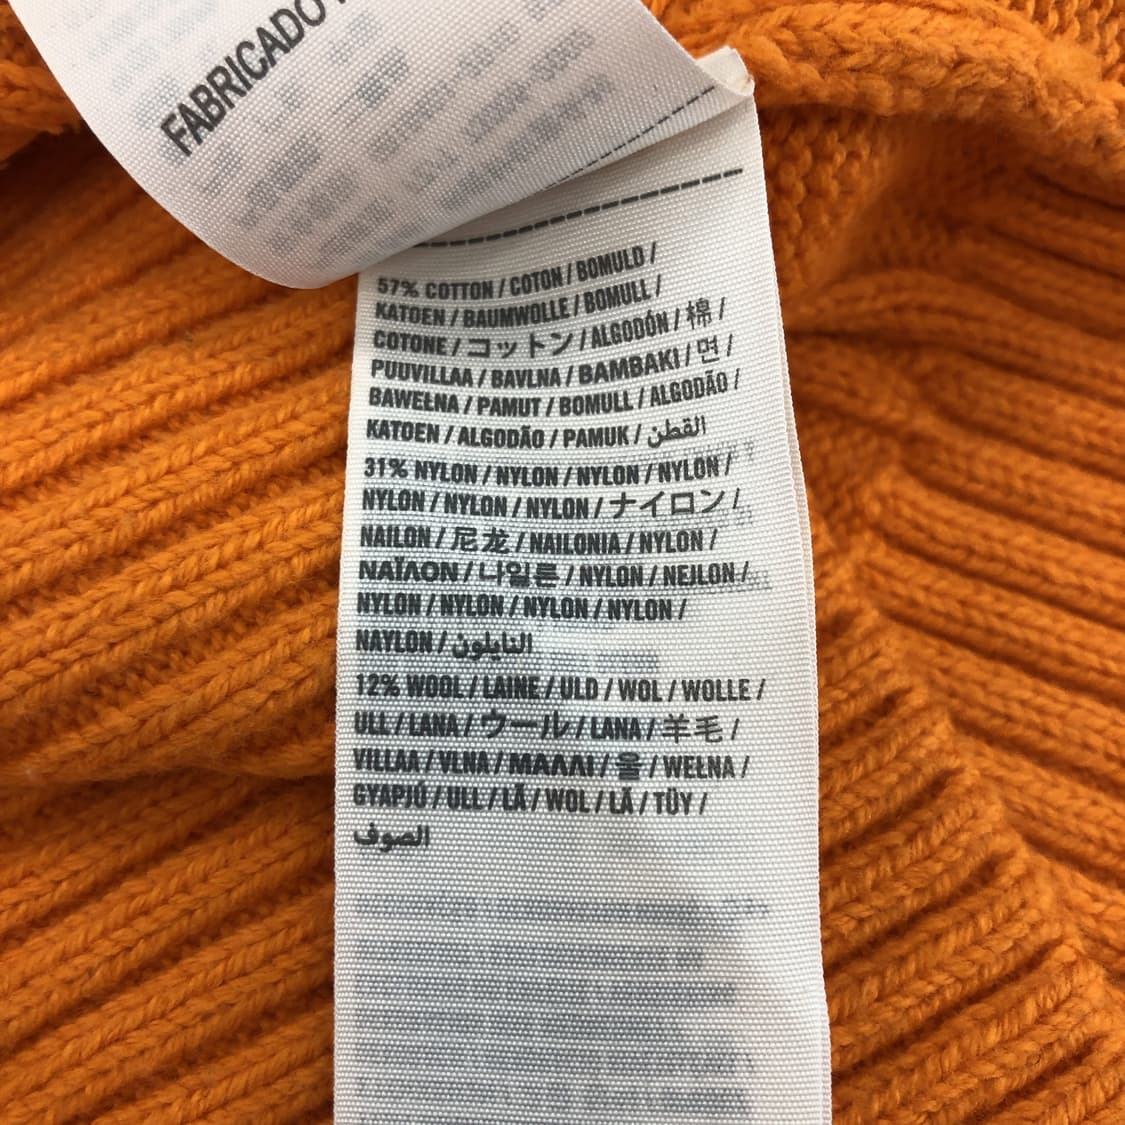 FABRICADO
57% COTTON / COTON / BOMULD /
KATOEN / BAUMWOLLE / BOMULL /
COTONE / コットン / ALGODÓN / 棉 /
PUUVILLAA / BAVLNA / BAMBAKI / 면 /
BAWEŁNA / PAMUT / BOMULL / ALGODÃO /
KATOEN / ALGODÃO / PAMUK / القطن
31% NYLON / NYLON / NYLON / NYLON /
NYLON / NYLON / NYLON / ナイロン /
NAILON / 尼龙 / NAILONIA / NYLON /
ΝΑΪΛΟΝ / 나일론 / NYLON / NEJLON /
NYLON / NYLON / NYLON / NYLON /
NAYLON / النايلون
12% WOOL / LAINE / ULD / WOL / WOLLE /
ULL / LANA / ウール / LANA / 羊毛 /
VILLAA / VLNA / ΜΑΛΛΙ / 울 / WEŁNA /
GYAPJÚ / ULL / LÃ / WOL / LÃ / TÜY /
الصوف